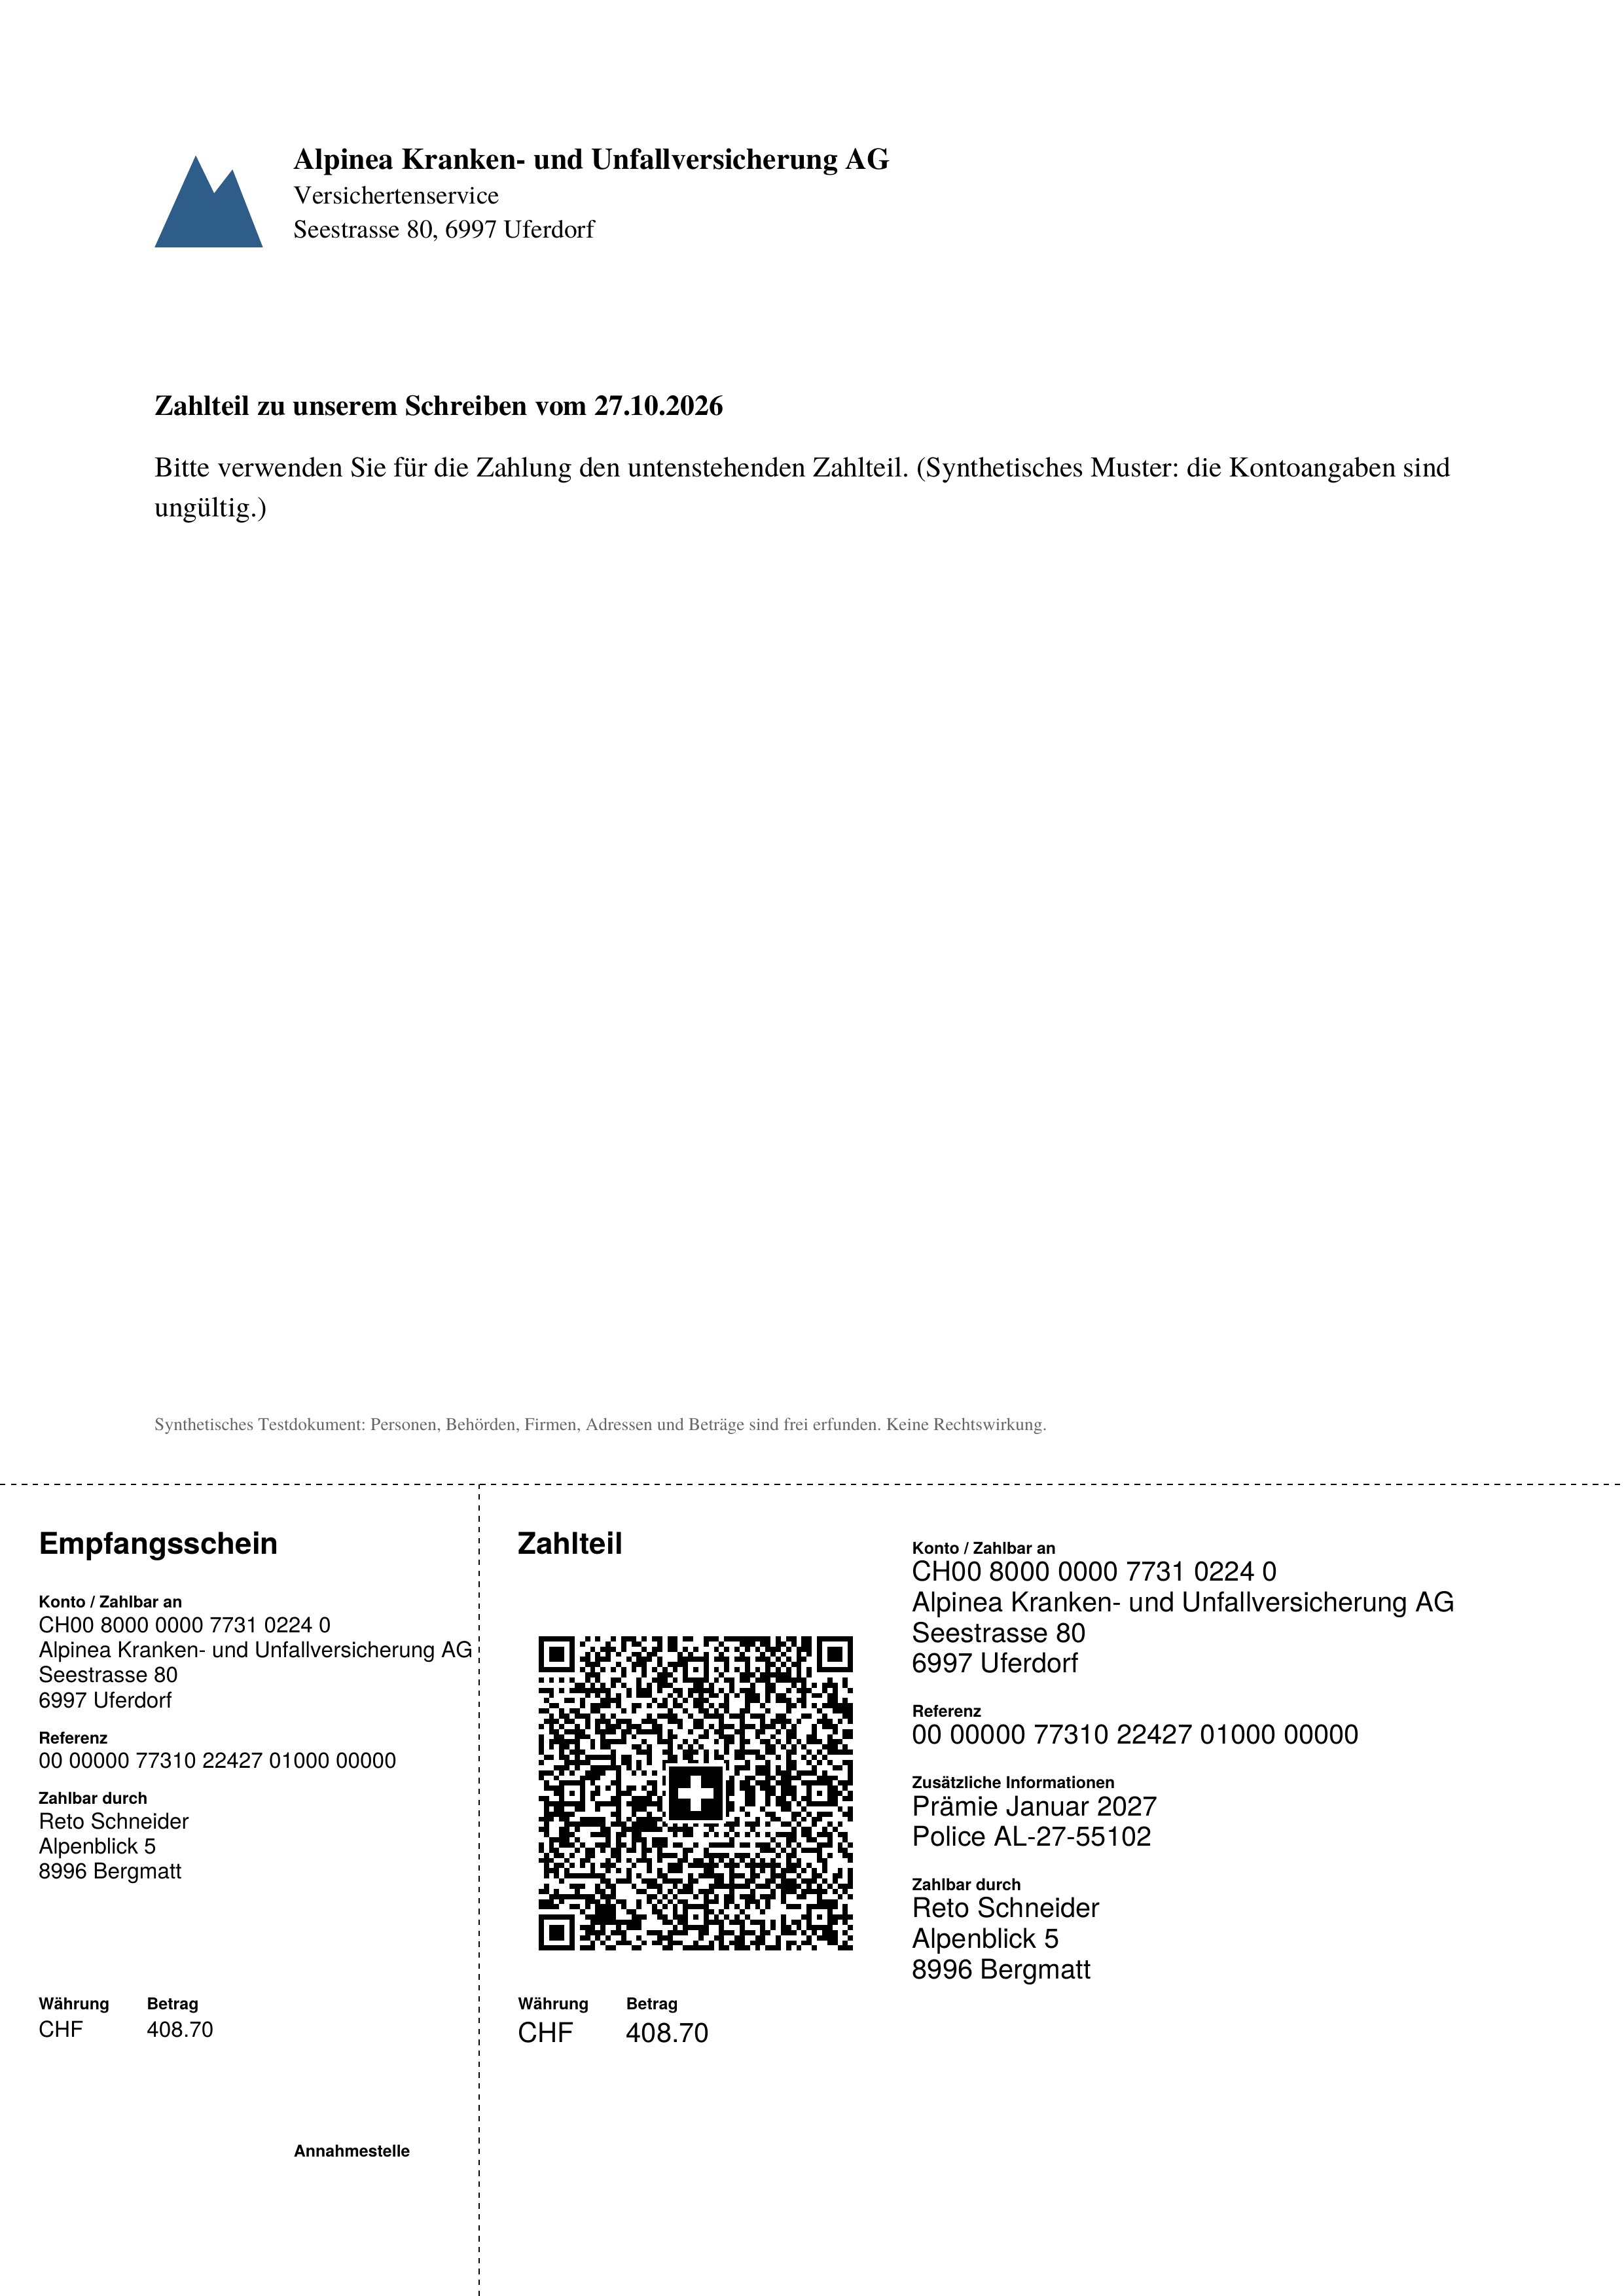 Alpinea Kranken- und Unfallversicherung AG
Versichertenservice
Seestrasse 80, 6997 Uferdorf
Zahlteil zu unserem Schreiben vom 27.10.2026
Bitte verwenden Sie für die Zahlung den untenstehenden Zahlteil. (Synthetisches Muster: die Kontoangaben sind
ungültig.)
Synthetisches Testdokument: Personen, Behörden, Firmen, Adressen und Beträge sind frei erfunden. Keine Rechtswirkung.
Empfangsschein
Konto / Zahlbar an
CH00 8000 0000 7731 0224 0
Alpinea Kranken- und Unfallversicherung AG
Seestrasse 80
6997 Uferdorf
Referenz
00 00000 77310 22427 01000 00000
Zahlbar durch
Reto Schneider
Alpenblick 5
8996 Bergmatt
Währung Betrag
CHF 408.70
Annahmestelle
Zahlteil
Währung Betrag
CHF 408.70
Konto / Zahlbar an
CH00 8000 0000 7731 0224 0
Alpinea Kranken- und Unfallversicherung AG
Seestrasse 80
6997 Uferdorf
Referenz
00 00000 77310 22427 01000 00000
Zusätzliche Informationen
Prämie Januar 2027
Police AL-27-55102
Zahlbar durch
Reto Schneider
Alpenblick 5
8996 Bergmatt